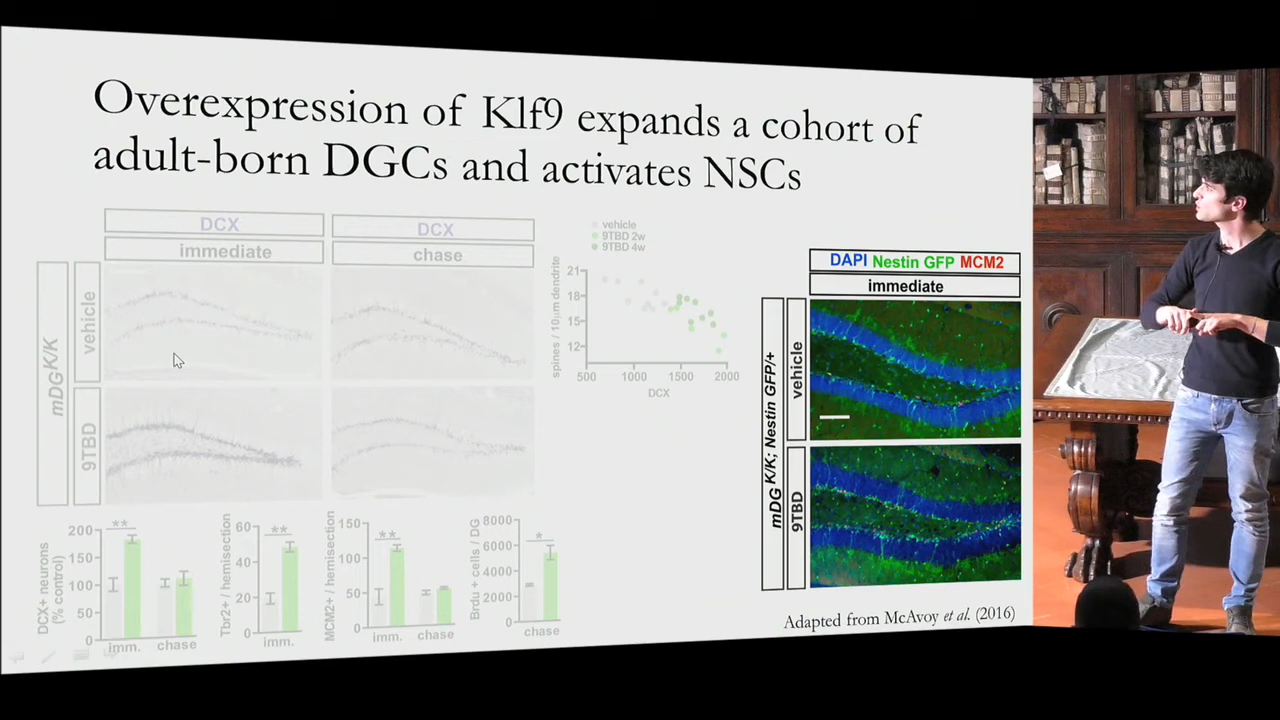 Overexpression of Klf9 expands a cohort of
adult-born DGCs and activates NSCs
DCX
DCX
immediate
chase
mDG K/K
vehicle
9TBD
vehicle
9TBD 2w
9TBD 4w
spines / 10µm dendrite
21
18
15
12
500
1000
1500
2000
DCX
DAPI Nestin GFP MCM2
immediate
mDG K/K; Nestin GFP/+
vehicle
9TBD
DCX+ neurons
(% control)
200
150
100
50
0
**
imm.
chase
Tbr2+ / hemisection
60
40
20
0
**
imm.
MCM2+ / hemisection
150
100
50
0
**
imm.
chase
Brdu + cells / DG
8000
6000
4000
2000
0
*
chase
Adapted from McAvoy et al. (2016)